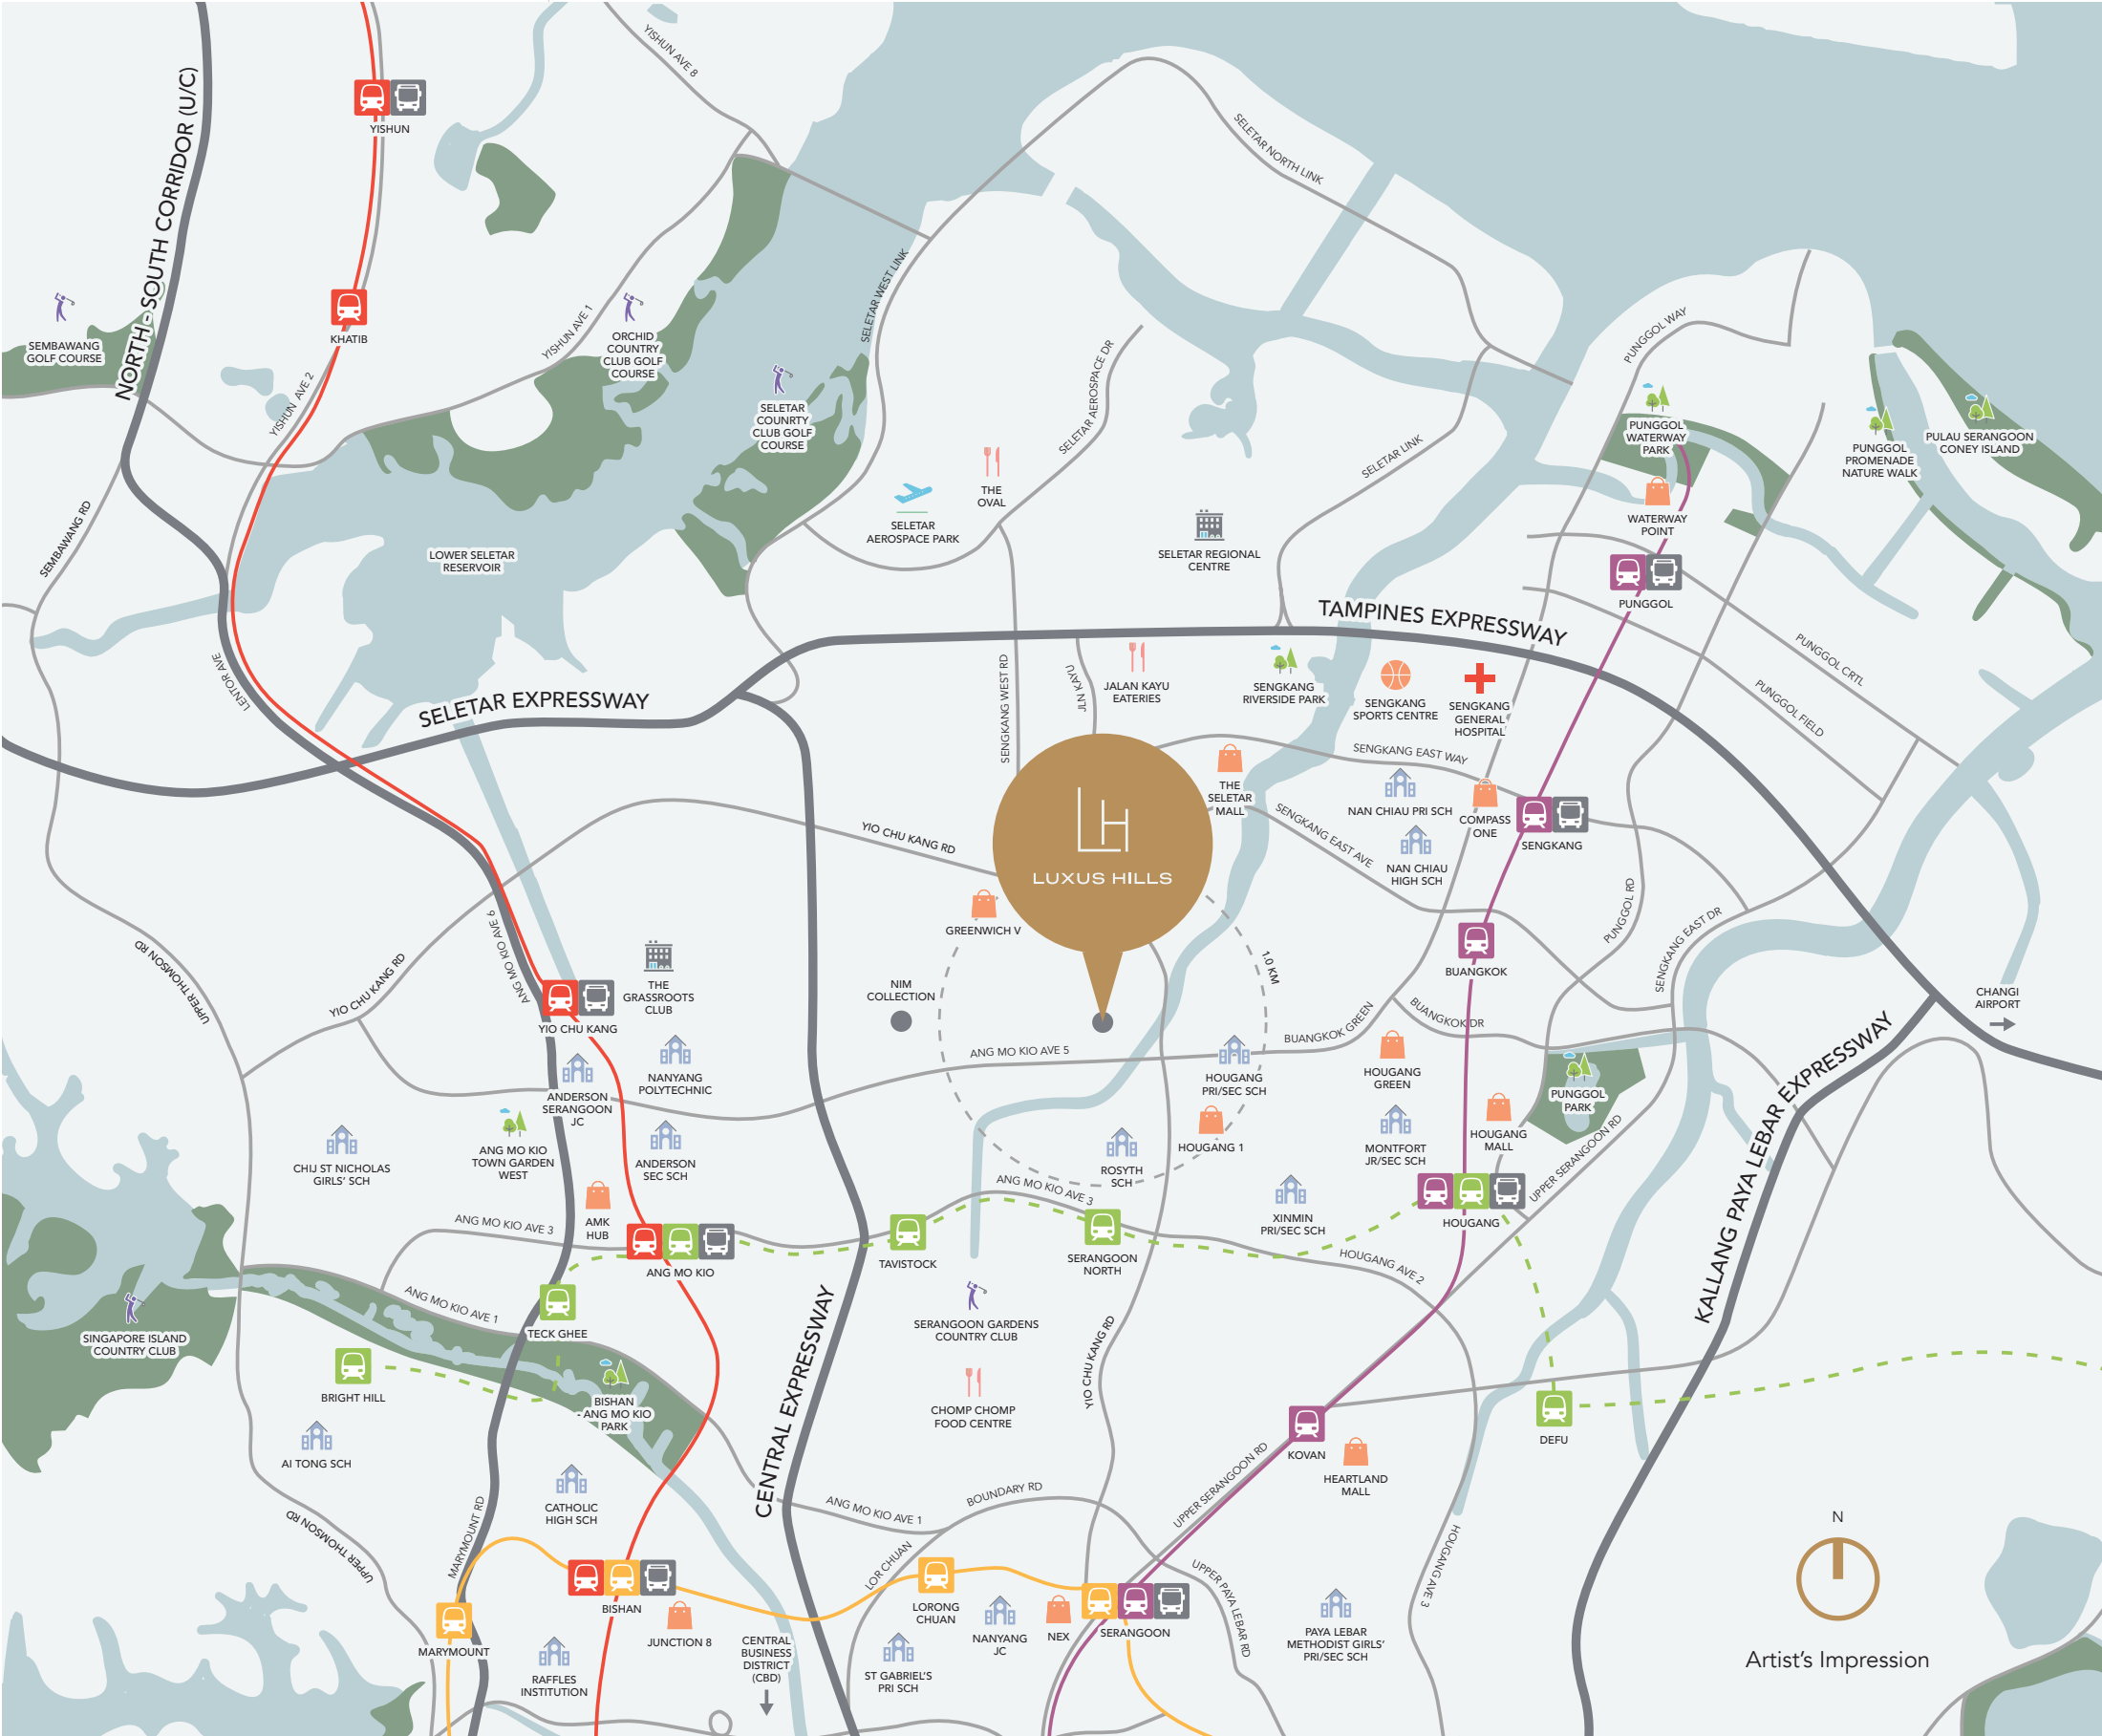 YISHUN AVE 8
NORTH - SOUTH CORRIDOR (U/C)
YISHUN
SELETAR NORTH LINK
SELETAR WEST LINK
KHATIB
SEMBAWANG
GOLF COURSE
YISHUN AVE 1
ORCHID
COUNTRY
CLUB GOLF
COURSE
PUNGGOL WAY
YISHUN AVE 2
SELETAR
COUNRTY
CLUB GOLF
COURSE
SELETAR AEROSPACE DR
SELETAR LINK
PUNGGOL
WATERWAY
PARK
PUNGGOL
PROMENADE
NATURE WALK
PULAU SERANGOON
CONEY ISLAND
THE
OVAL
SELETAR
AEROSPACE PARK
WATERWAY
POINT
SEMBAWANG RD
LOWER SELETAR
RESERVOIR
SELETAR REGIONAL
CENTRE
PUNGGOL
TAMPINES EXPRESSWAY
PUNGGOL CRTL
PUNGGOL FIELD
LENTOR AVE
SELETAR EXPRESSWAY
SENGKANG WEST RD
JLN KAYU
JALAN KAYU
EATERIES
SENGKANG
RIVERSIDE PARK
SENGKANG
SPORTS CENTRE
SENGKANG
GENERAL
HOSPITAL
SENGKANG EAST WAY
THE
SELETAR
MALL
NAN CHIAU PRI SCH
COMPASS
ONE
SENGKANG
YIO CHU KANG RD
LH
LUXUS HILLS
SENGKANG EAST AVE
NAN CHIAU
HIGH SCH
PUNGGOL RD
SENGKANG EAST DR
GREENWICH V
ANG MO KIO AVE 6
UPPER THOMSON RD
YIO CHU KANG RD
THE
GRASSROOTS
CLUB
NIM
COLLECTION
1.0 KM
BUANGKOK
CHANGI
AIRPORT
YIO CHU KANG
BUANGKOK GREEN
BUANGKOK DR
ANG MO KIO AVE 5
NANYANG
POLYTECHNIC
ANDERSON
SERANGOON
JC
HOUGANG
PRI/SEC SCH
HOUGANG
GREEN
PUNGGOL
PARK
KALLANG PAYA LEBAR EXPRESSWAY
CHIJ ST NICHOLAS
GIRLS' SCH
ANG MO KIO
TOWN GARDEN
WEST
ANDERSON
SEC SCH
ROSYTH
SCH
HOUGANG 1
MONTFORT
JR/SEC SCH
HOUGANG
MALL
UPPER SERANGOON RD
ANG MO KIO AVE 3
AMK
HUB
ANG MO KIO AVE 3
XINMIN
PRI/SEC SCH
HOUGANG
ANG MO KIO
TAVISTOCK
SERANGOON
NORTH
HOUGANG AVE 2
ANG MO KIO AVE 1
TECK GHEE
SINGAPORE ISLAND
COUNTRY CLUB
CENTRAL EXPRESSWAY
SERANGOON GARDENS
COUNTRY CLUB
YIO CHU KANG RD
BRIGHT HILL
BISHAN
- ANG MO KIO
PARK
CHOMP CHOMP
FOOD CENTRE
DEFU
AI TONG SCH
KOVAN
HEARTLAND
MALL
UPPER SERANGOON RD
CATHOLIC
HIGH SCH
BOUNDARY RD
ANG MO KIO AVE 1
UPPER THOMSON RD
MARYMOUNT RD
LOR CHUAN
UPPER PAYA LEBAR RD
HOUGANG AVE 3
N
BISHAN
LORONG
CHUAN
SERANGOON
MARYMOUNT
JUNCTION 8
NANYANG
JC
NEX
PAYA LEBAR
METHODIST GIRLS'
PRI/SEC SCH
CENTRAL
BUSINESS
DISTRICT
(CBD)
RAFFLES
INSTITUTION
ST GABRIEL'S
PRI SCH
Artist's Impression